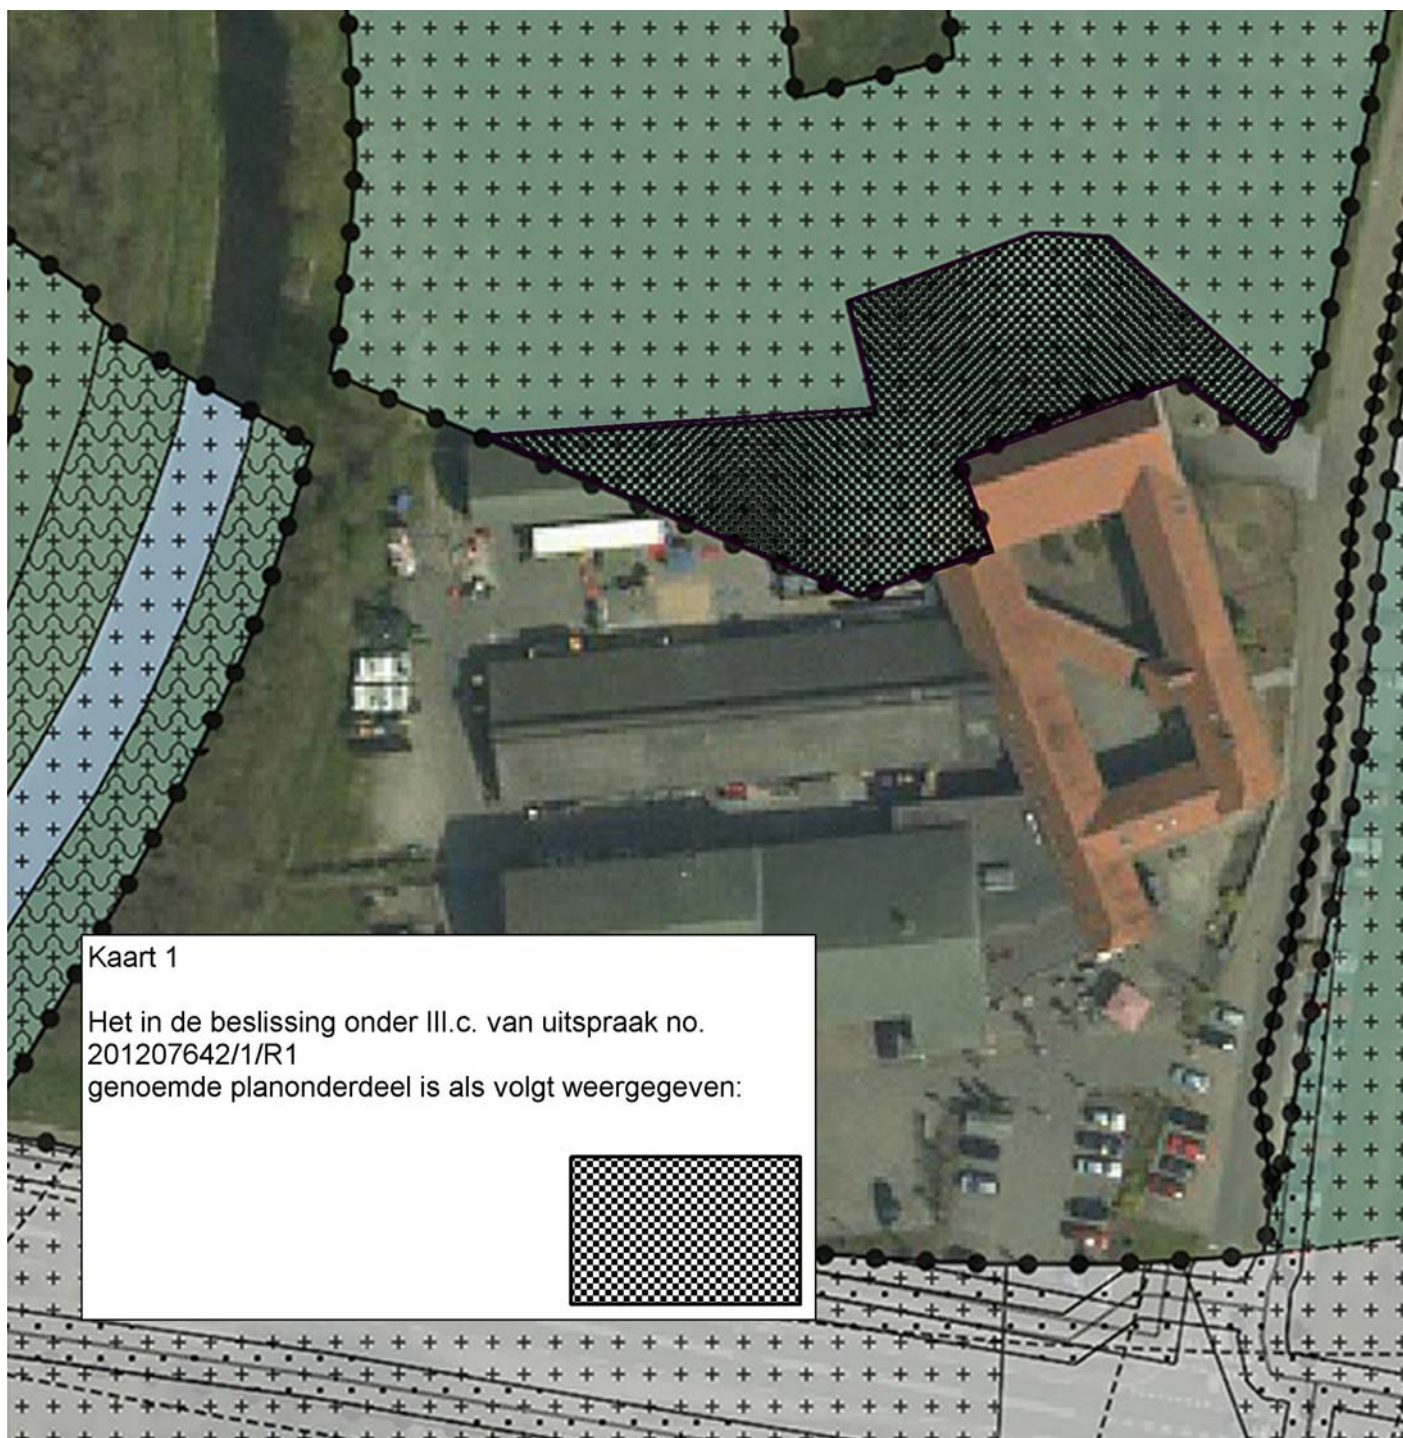 Kaart 1
Het in de beslissing onder III.c. van uitspraak no.
201207642/1/R1
genoemde planonderdeel is als volgt weergegeven: